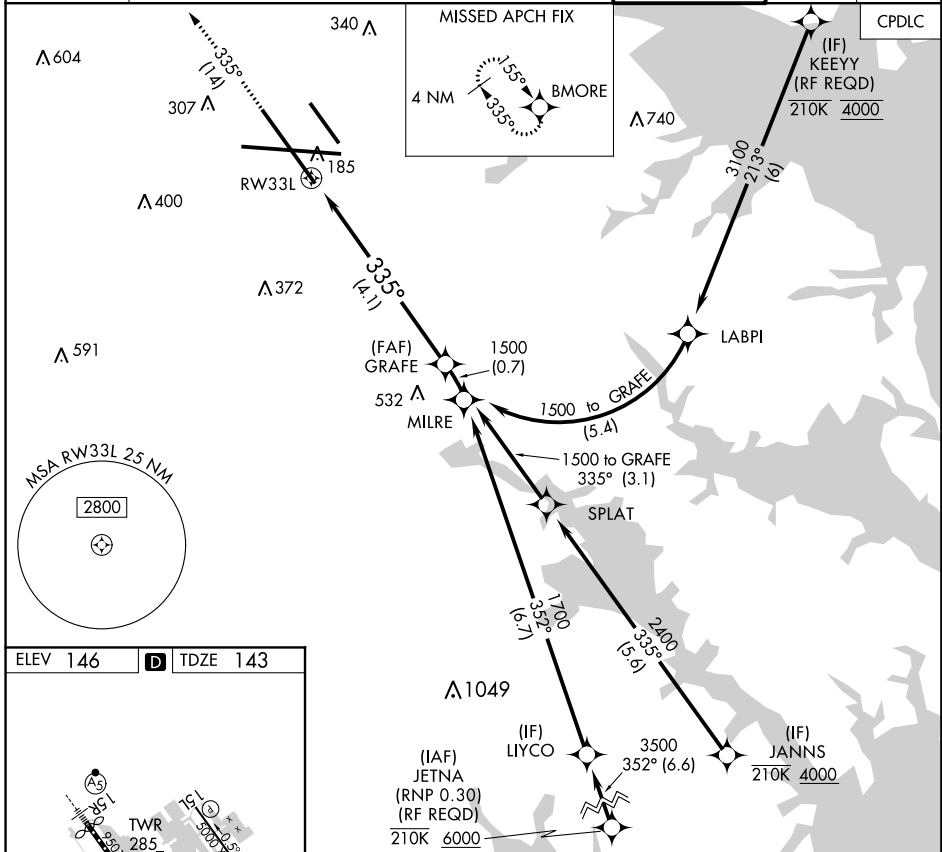 340
604
335°
(14)
307
185
RW33L
400
372
591
MISSED APCH FIX
155°
335°
4 NM
BMORE
740
CPDLC
(IF)
KEEYY
(RF REQD)
210K 4000
3100
213°
(6)
LABPI
335°
(4.1)
(FAF)
GRAFE
1500
(0.7)
532
MILRE
1500 to GRAFE
(5.4)
1500 to GRAFE
335° (3.1)
SPLAT
MSA RW33L 25 NM
2800
1700
352°
(6.7)
2400
335°
(5.6)
1049
(IF)
LIYCO
3500
352° (6.6)
(IF)
JANNS
210K 4000
(IAF)
JETNA
(RNP 0.30)
(RF REQD)
210K 6000
ELEV 146 D TDZE 143
A5
15R
15L
P
TWR
285
5000
0.5°